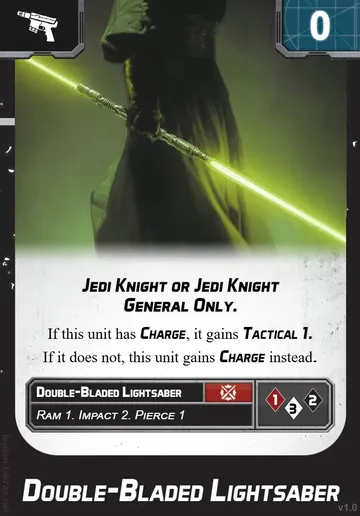 0
JEDI KNIGHT OR JEDI KNIGHT
GENERAL ONLY.
If this unit has CHARGE, it gains TACTICAL 1.
If it does not, this unit gains CHARGE instead.
DOUBLE-BLADED LIGHTSABER
RAM 1. IMPACT 2. PIERCE 1
1 3 2
DOUBLE-BLADED LIGHTSABER
v1.0